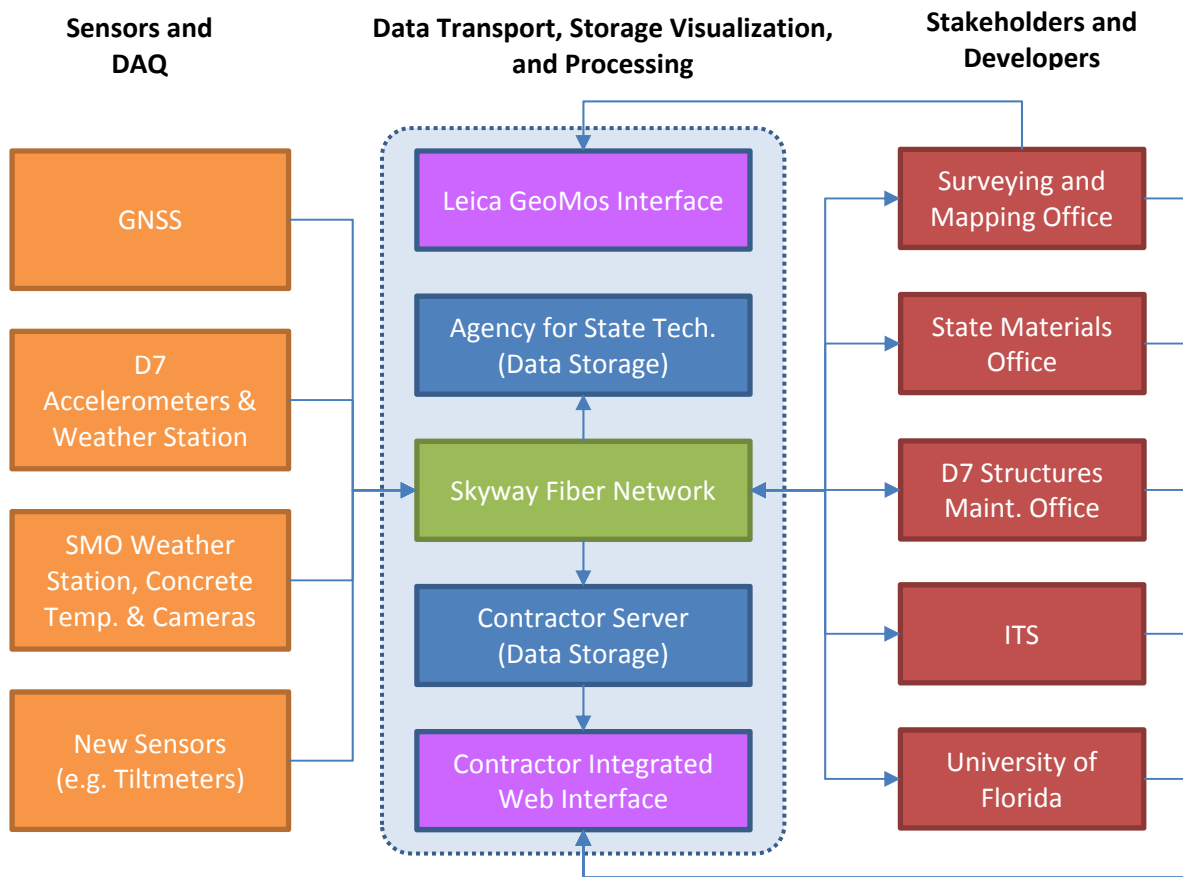 Sensors and
DAQ
Data Transport, Storage Visualization,
and Processing
Stakeholders and
Developers
GNSS
D7
Accelerometers &
Weather Station
SMO Weather
Station, Concrete
Temp. & Cameras
New Sensors
(e.g. Tiltmeters)
Leica GeoMos Interface
Agency for State Tech.
(Data Storage)
Skyway Fiber Network
Contractor Server
(Data Storage)
Contractor Integrated
Web Interface
Surveying and
Mapping Office
State Materials
Office
D7 Structures
Maint. Office
ITS
University of
Florida